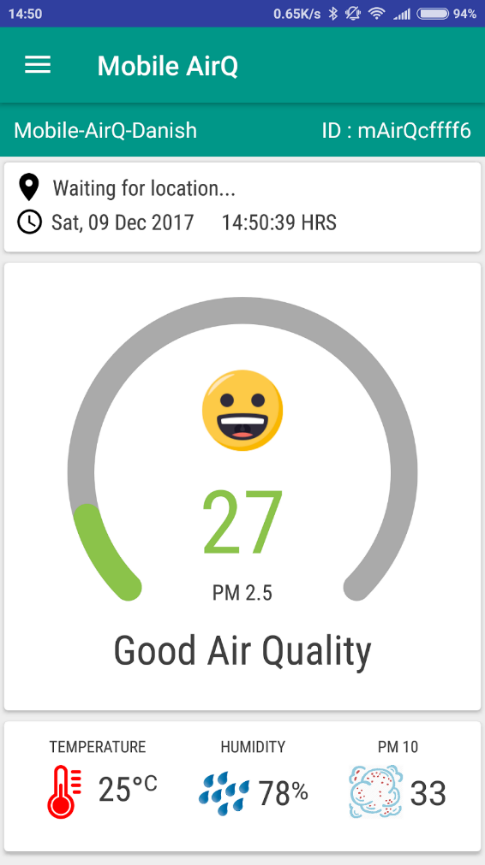 14:50 0.65K/s 94%
Mobile AirQ
Mobile-AirQ-Danish ID : mAirQcffff6
Waiting for location...
Sat, 09 Dec 2017 14:50:39 HRS
27
PM 2.5
Good Air Quality
TEMPERATURE HUMIDITY PM 10
25°C 78% 33